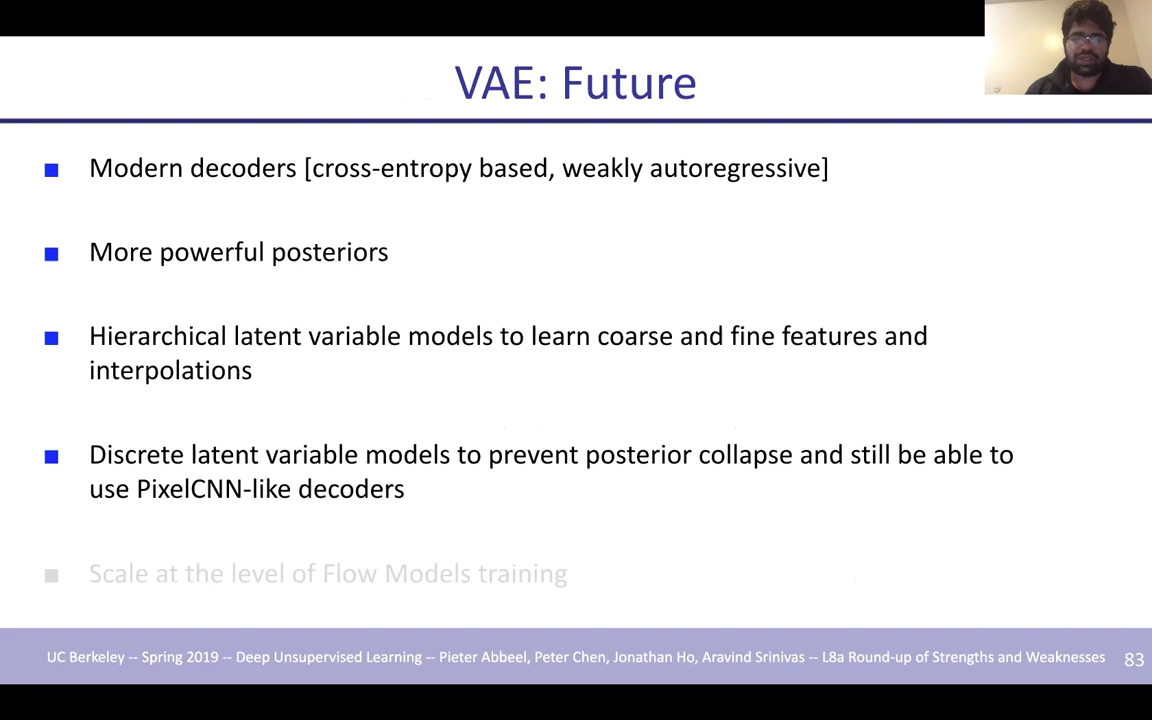 VAE: Future
Modern decoders [cross-entropy based, weakly autoregressive]
More powerful posteriors
Hierarchical latent variable models to learn coarse and fine features and
interpolations
Discrete latent variable models to prevent posterior collapse and still be able to
use PixelCNN-like decoders
Scale at the level of Flow Models training
UC Berkeley -- Spring 2019 -- Deep Unsupervised Learning -- Pieter Abbeel, Peter Chen, Jonathan Ho, Aravind Srinivas -- L8a Round-up of Strengths and Weaknesses 83